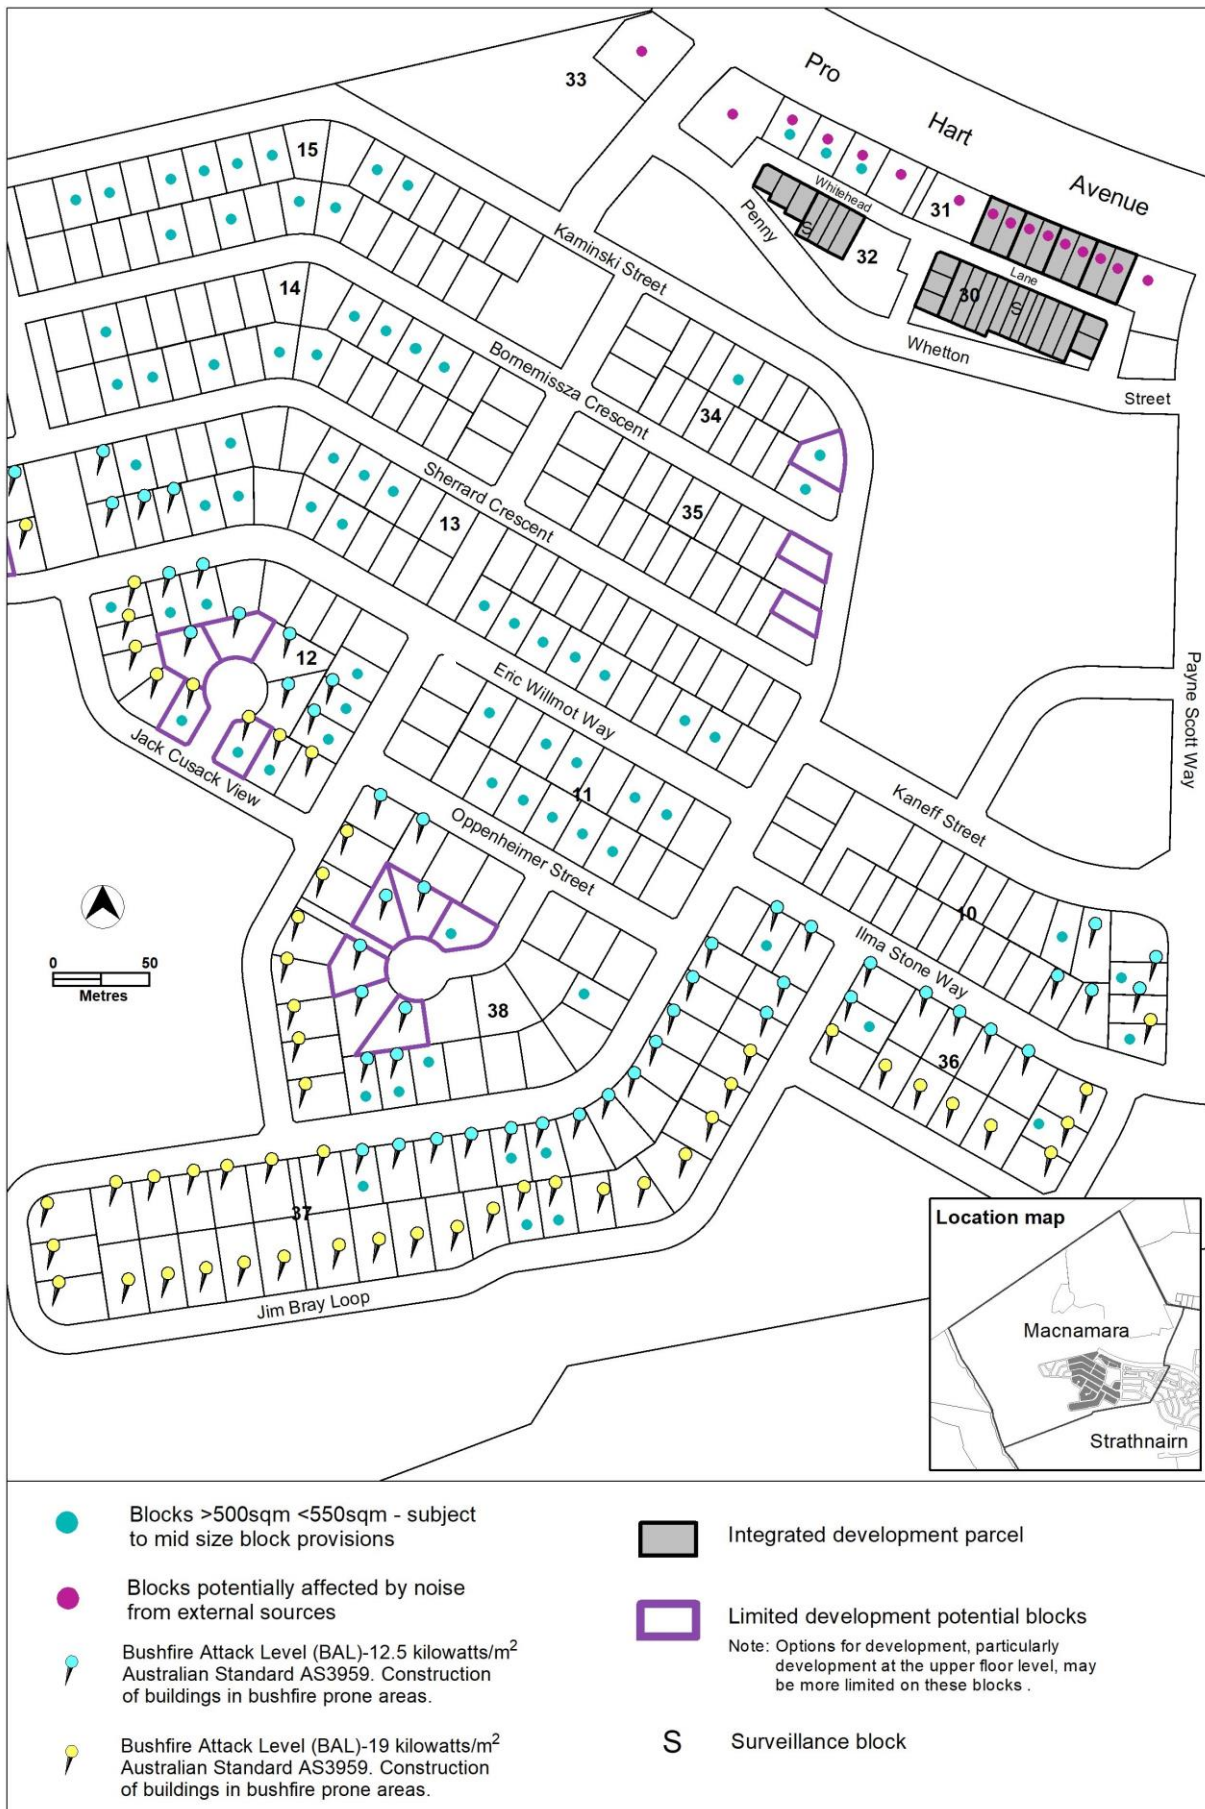 Pro
Hart
Avenue
33
15
Whitehead
31
Penny
S
32
Lane
Kaminski Street
30
S
14
Whetton
Street
Bornemissza Crescent
34
Sherrard Crescent
35
13
12
Eric Willmot Way
Payne Scott Way
Jack Cusack View
11
Oppenheimer Street
Kaneff Street
10
Ilma Stone Way
0 50
Metres
38
36
37
Jim Bray Loop
Location map
Macnamara
Strathnairn
Blocks >500sqm <550sqm - subject
to mid size block provisions
Blocks potentially affected by noise
from external sources
Bushfire Attack Level (BAL)-12.5 kilowatts/m²
Australian Standard AS3959. Construction
of buildings in bushfire prone areas.
Bushfire Attack Level (BAL)-19 kilowatts/m²
Australian Standard AS3959. Construction
of buildings in bushfire prone areas.
Integrated development parcel
Limited development potential blocks
Note: Options for development, particularly
development at the upper floor level, may
be more limited on these blocks .
S Surveillance block